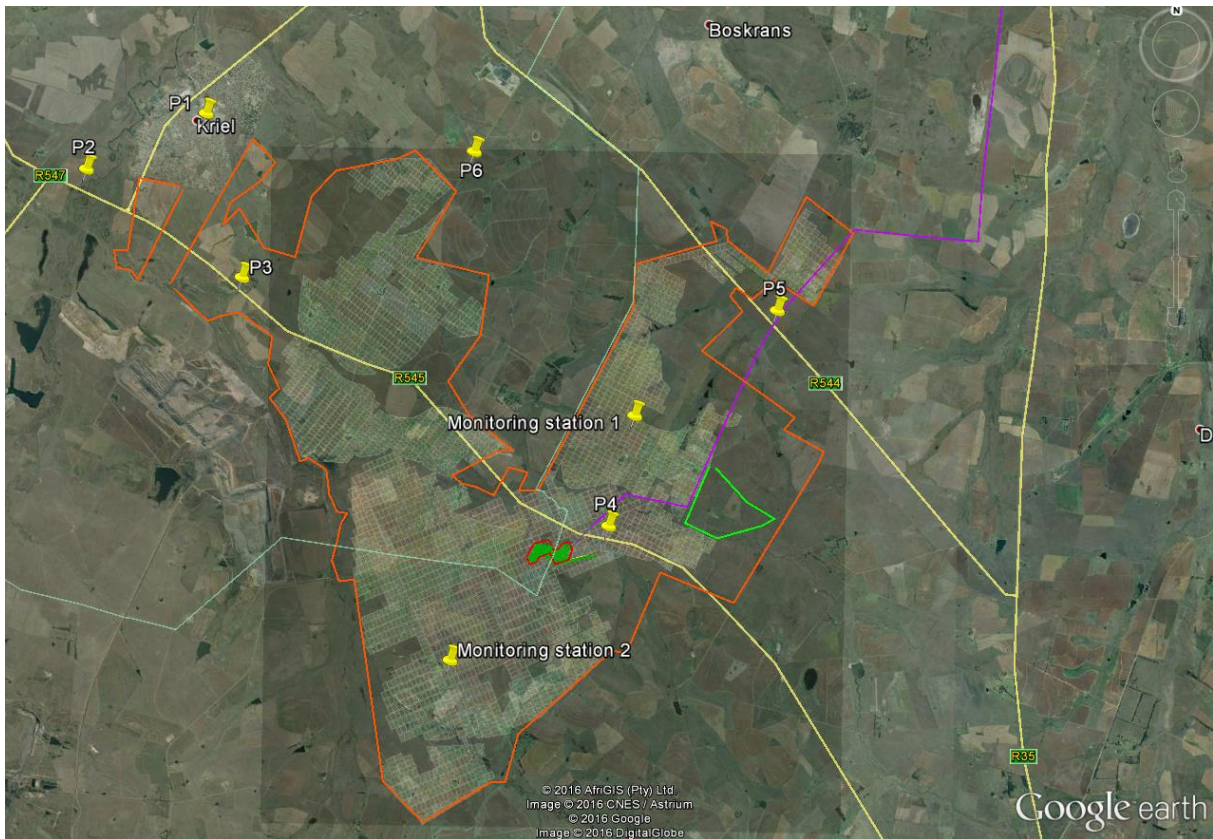 N
Boskrans
P1
Kriel
P2
R547
P6
P3
P5
R545
R544
Monitoring station 1
D
P4
Monitoring station 2
R35
© 2016 AfriGIS (Pty) Ltd
Image © 2016 CNES / Astrium
© 2016 Google
Image © 2016 DigitalGlobe
Google earth